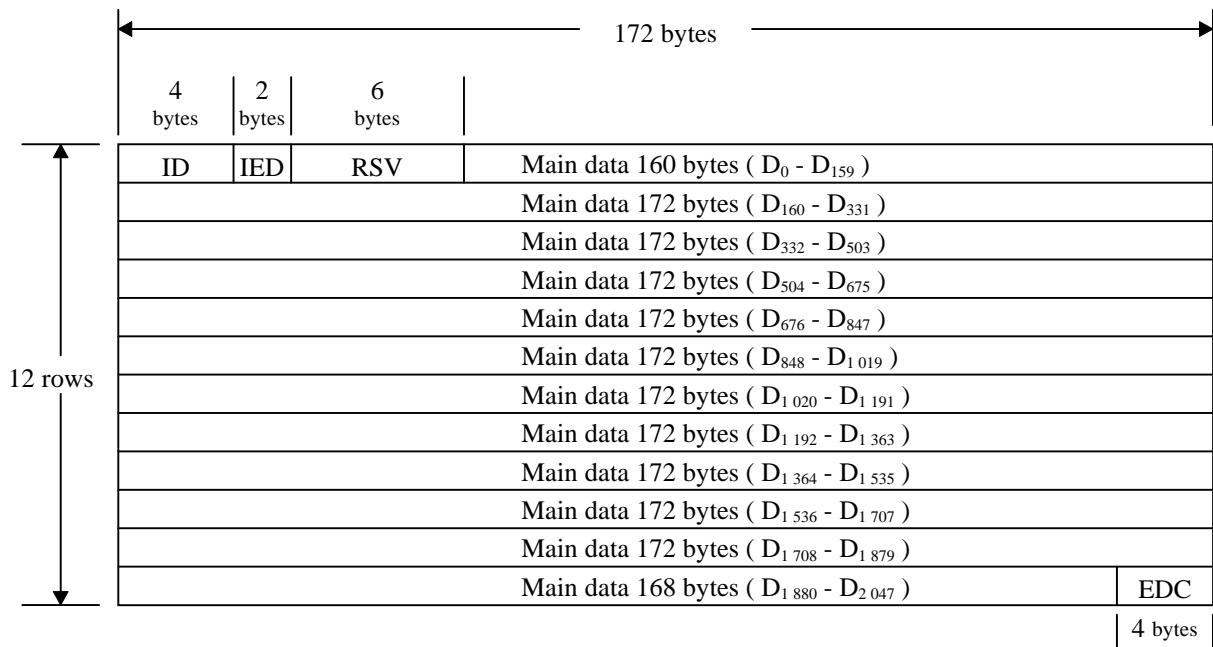 172 bytes
4 2 6
bytes bytes bytes
ID IED RSV Main data 160 bytes ( D₀ - D₁₅₉ )
Main data 172 bytes ( D₁₆₀ - D₃₃₁ )
Main data 172 bytes ( D₃₃₂ - D₅₀₃ )
Main data 172 bytes ( D₅₀₄ - D₆₇₅ )
Main data 172 bytes ( D₆₇₆ - D₈₄₇ )
Main data 172 bytes ( D₈₄₈ - D₁ ₀₁₉ )
12 rows
Main data 172 bytes ( D₁ ₀₂₀ - D₁ ₁₉₁ )
Main data 172 bytes ( D₁ ₁₉₂ - D₁ ₃₆₃ )
Main data 172 bytes ( D₁ ₃₆₄ - D₁ ₅₃₅ )
Main data 172 bytes ( D₁ ₅₃₆ - D₁ ₇₀₇ )
Main data 172 bytes ( D₁ ₇₀₈ - D₁ ₈₇₉ )
Main data 168 bytes ( D₁ ₈₈₀ - D₂ ₀₄₇ ) EDC
4 bytes